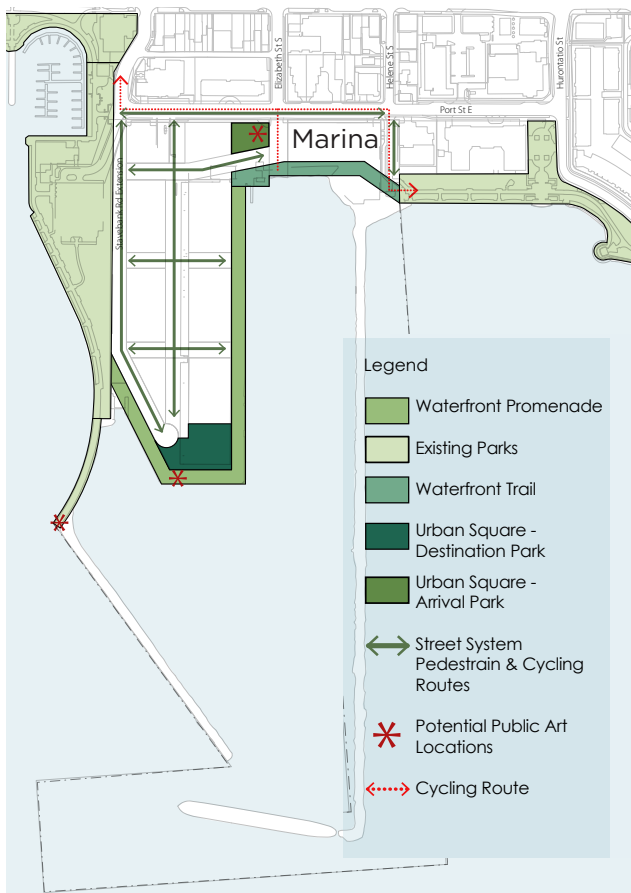 Elizabeth St S
Helene St S
Hurontatio St
Port St E
Marina
Stavebank Rd Extension
Legend
Waterfront Promenade
Existing Parks
Waterfront Trail
Urban Square -
Destination Park
Urban Square -
Arrival Park
Street System
Pedestrain & Cycling
Routes
Potential Public Art
Locations
Cycling Route